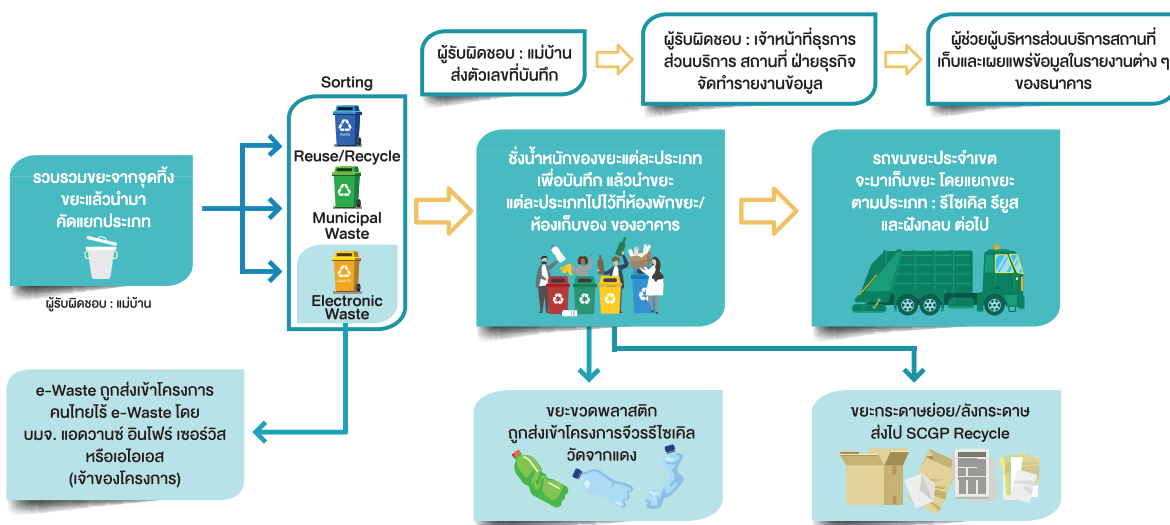 ผู้รับผิดชอบ : แม่บ้าน
ส่งตัวเลขที่บันทึก
ผู้รับผิดชอบ : เจ้าหน้าที่ธุรการ
ส่วนบริการ สถานที่ ฝ่ายธุรกิจ
จัดทำรายงานข้อมูล
ผู้ช่วยผู้บริหารส่วนบริการสถานที่
เก็บและเผยแพร่ข้อมูลในรายงานต่าง ๆ
ของธนาคาร
รวบรวมขยะจากจุดทิ้ง
ขยะแล้วนำมา
คัดแยกประเภท
ผู้รับผิดชอบ : แม่บ้าน
Sorting
Reuse/Recycle
Municipal
Waste
Electronic
Waste
ชั่งน้ำหนักของขยะแต่ละประเภท
เพื่อบันทึก แล้วนำขยะ
แต่ละประเภทไปไว้ที่ห้องพักขยะ/
ห้องเก็บของ ของอาคาร
รถขนขยะประจำเขต
จะมาเก็บขยะ โดยแยกขยะ
ตามประเภท : รีไซเคิล รียูส
และฝังกลบ ต่อไป
e-Waste ถูกส่งเข้าโครงการ
คนไทยไร้ e-Waste โดย
บมจ. แอดวานซ์ อินโฟร์ เซอร์วิส
หรือเอไอเอส
(เจ้าของโครงการ)
ขยะขวดพลาสติก
ถูกส่งเข้าโครงการจีวรรีไซเคิล
วัดจากแดง
ขยะกระดาษย่อย/ลังกระดาษ
ส่งไป SCGP Recycle